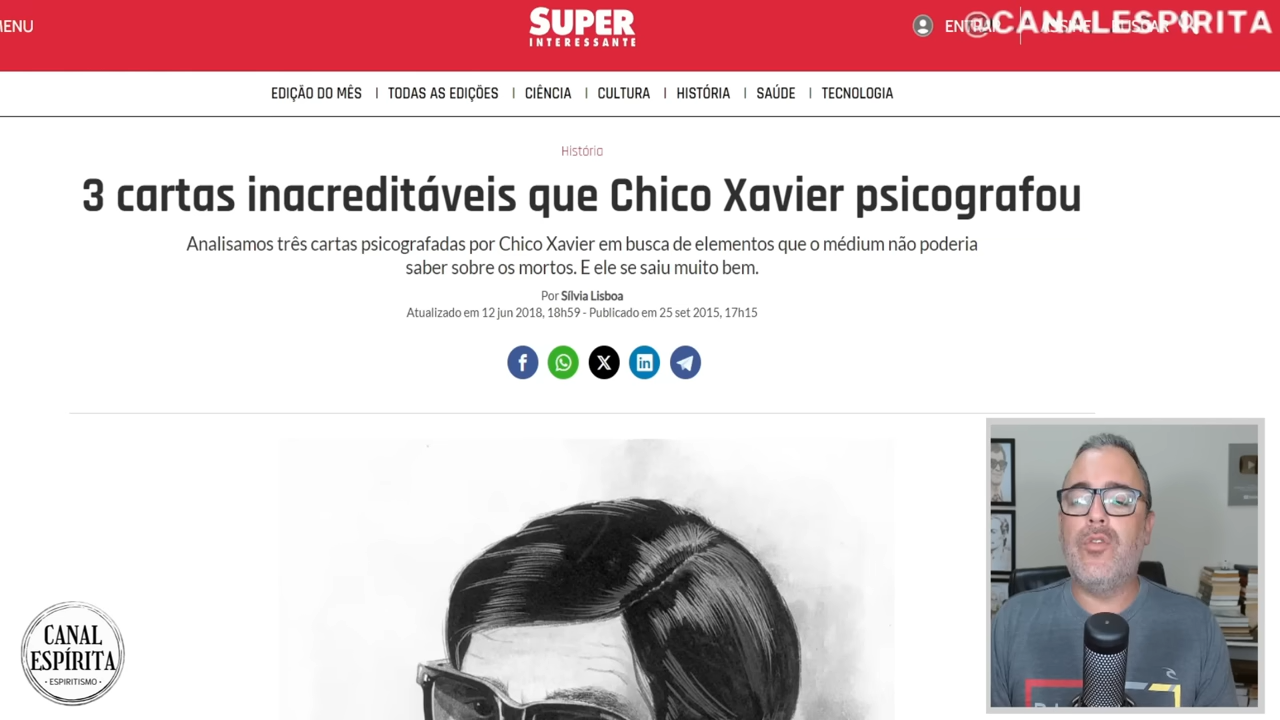 MENU
SUPER
INTERESSANTE
ENTRAR
ASSINE
BUSCAR
@CANALESPIRITA
EDIÇÃO DO MÊS | TODAS AS EDIÇÕES | CIÊNCIA | CULTURA | HISTÓRIA | SAÚDE | TECNOLOGIA
História
3 cartas inacreditáveis que Chico Xavier psicografou
Analisamos três cartas psicografadas por Chico Xavier em busca de elementos que o médium não poderia
saber sobre os mortos. E ele se saiu muito bem.
Por Sílvia Lisboa
Atualizado em 12 jun 2018, 18h59 - Publicado em 25 set 2015, 17h15
CANAL
ESPÍRITA
• ESPIRITISMO •